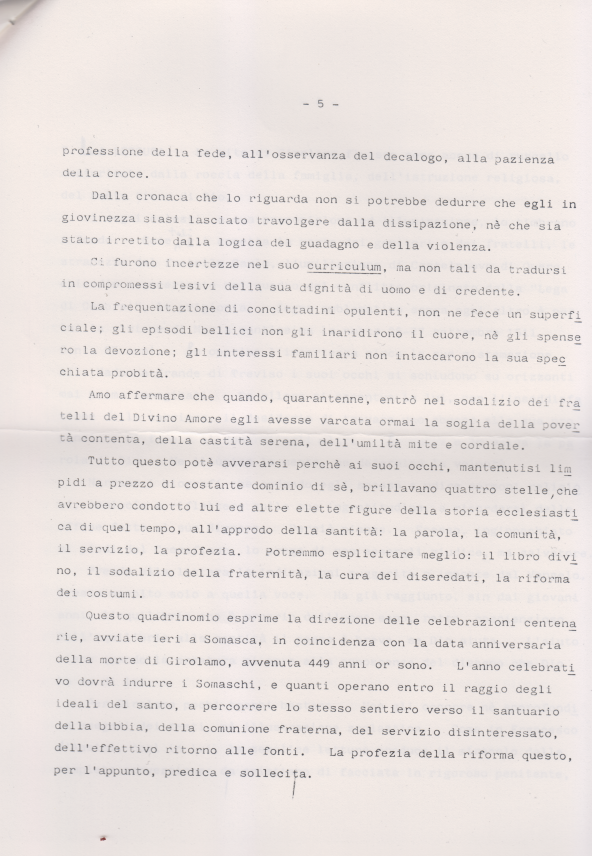 - 5 -
professione della fede, all'osservanza del decalogo, alla pazienza
della croce.
Dalla cronaca che lo riguarda non si potrebbe dedurre che egli in
giovinezza siasi lasciato travolgere dalla dissipazione, nè che sia
stato irretito dalla logica del guadagno e della violenza.
Ci furono incertezze nel suo curriculum, ma non tali da tradursi
in compromessi lesivi della sua dignità di uomo e di credente.
La frequentazione di concittadini opulenti, non ne fece un superfi
ciale; gli episodi bellici non gli inaridirono il cuore, nè gli spense
ro la devozione; gli interessi familiari non intaccarono la sua spec
chiata probità.
Amo affermare che quando, quarantenne, entrò nel sodalizio dei fra
telli del Divino Amore egli avesse varcata ormai la soglia della pover
tà contenta, della castità serena, dell'umiltà mite e cordiale.
Tutto questo potè avverarsi perchè ai suoi occhi, mantenutisi lim
pidi a prezzo di costante dominio di sè, brillavano quattro stelle,che
avrebbero condotto lui ed altre elette figure della storia ecclesiasti
ca di quel tempo, all'approdo della santità: la parola, la comunità,
il servizio, la profezia. Potremmo esplicitare meglio: il libro divi
no, il sodalizio della fraternità, la cura dei diseredati, la riforma
dei costumi.
Questo quadrinomio esprime la direzione delle celebrazioni centena
rie, avviate ieri a Somasca, in coincidenza con la data anniversaria
della morte di Girolamo, avvenuta 449 anni or sono. L'anno celebrati
vo dovrà indurre i Somaschi, e quanti operano entro il raggio degli
ideali del santo, a percorrere lo stesso sentiero verso il santuario
della bibbia, della comunione fraterna, del servizio disinteressato,
dell'effettivo ritorno alle fonti. La profezia della riforma questo,
per l'appunto, predica e sollecita.